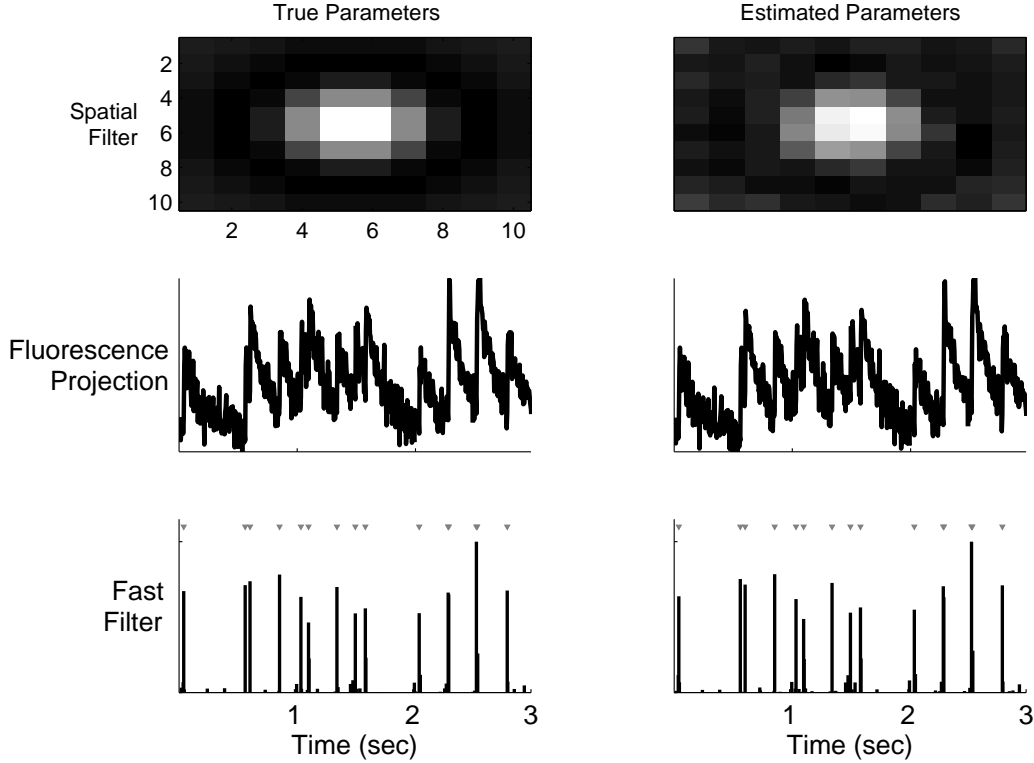 True Parameters
Estimated Parameters
Spatial
Filter
2
4
6
8
10
2 4 6 8 10
Fluorescence
Projection
Fast
Filter
1 2 3
Time (sec)
1 2 3
Time (sec)